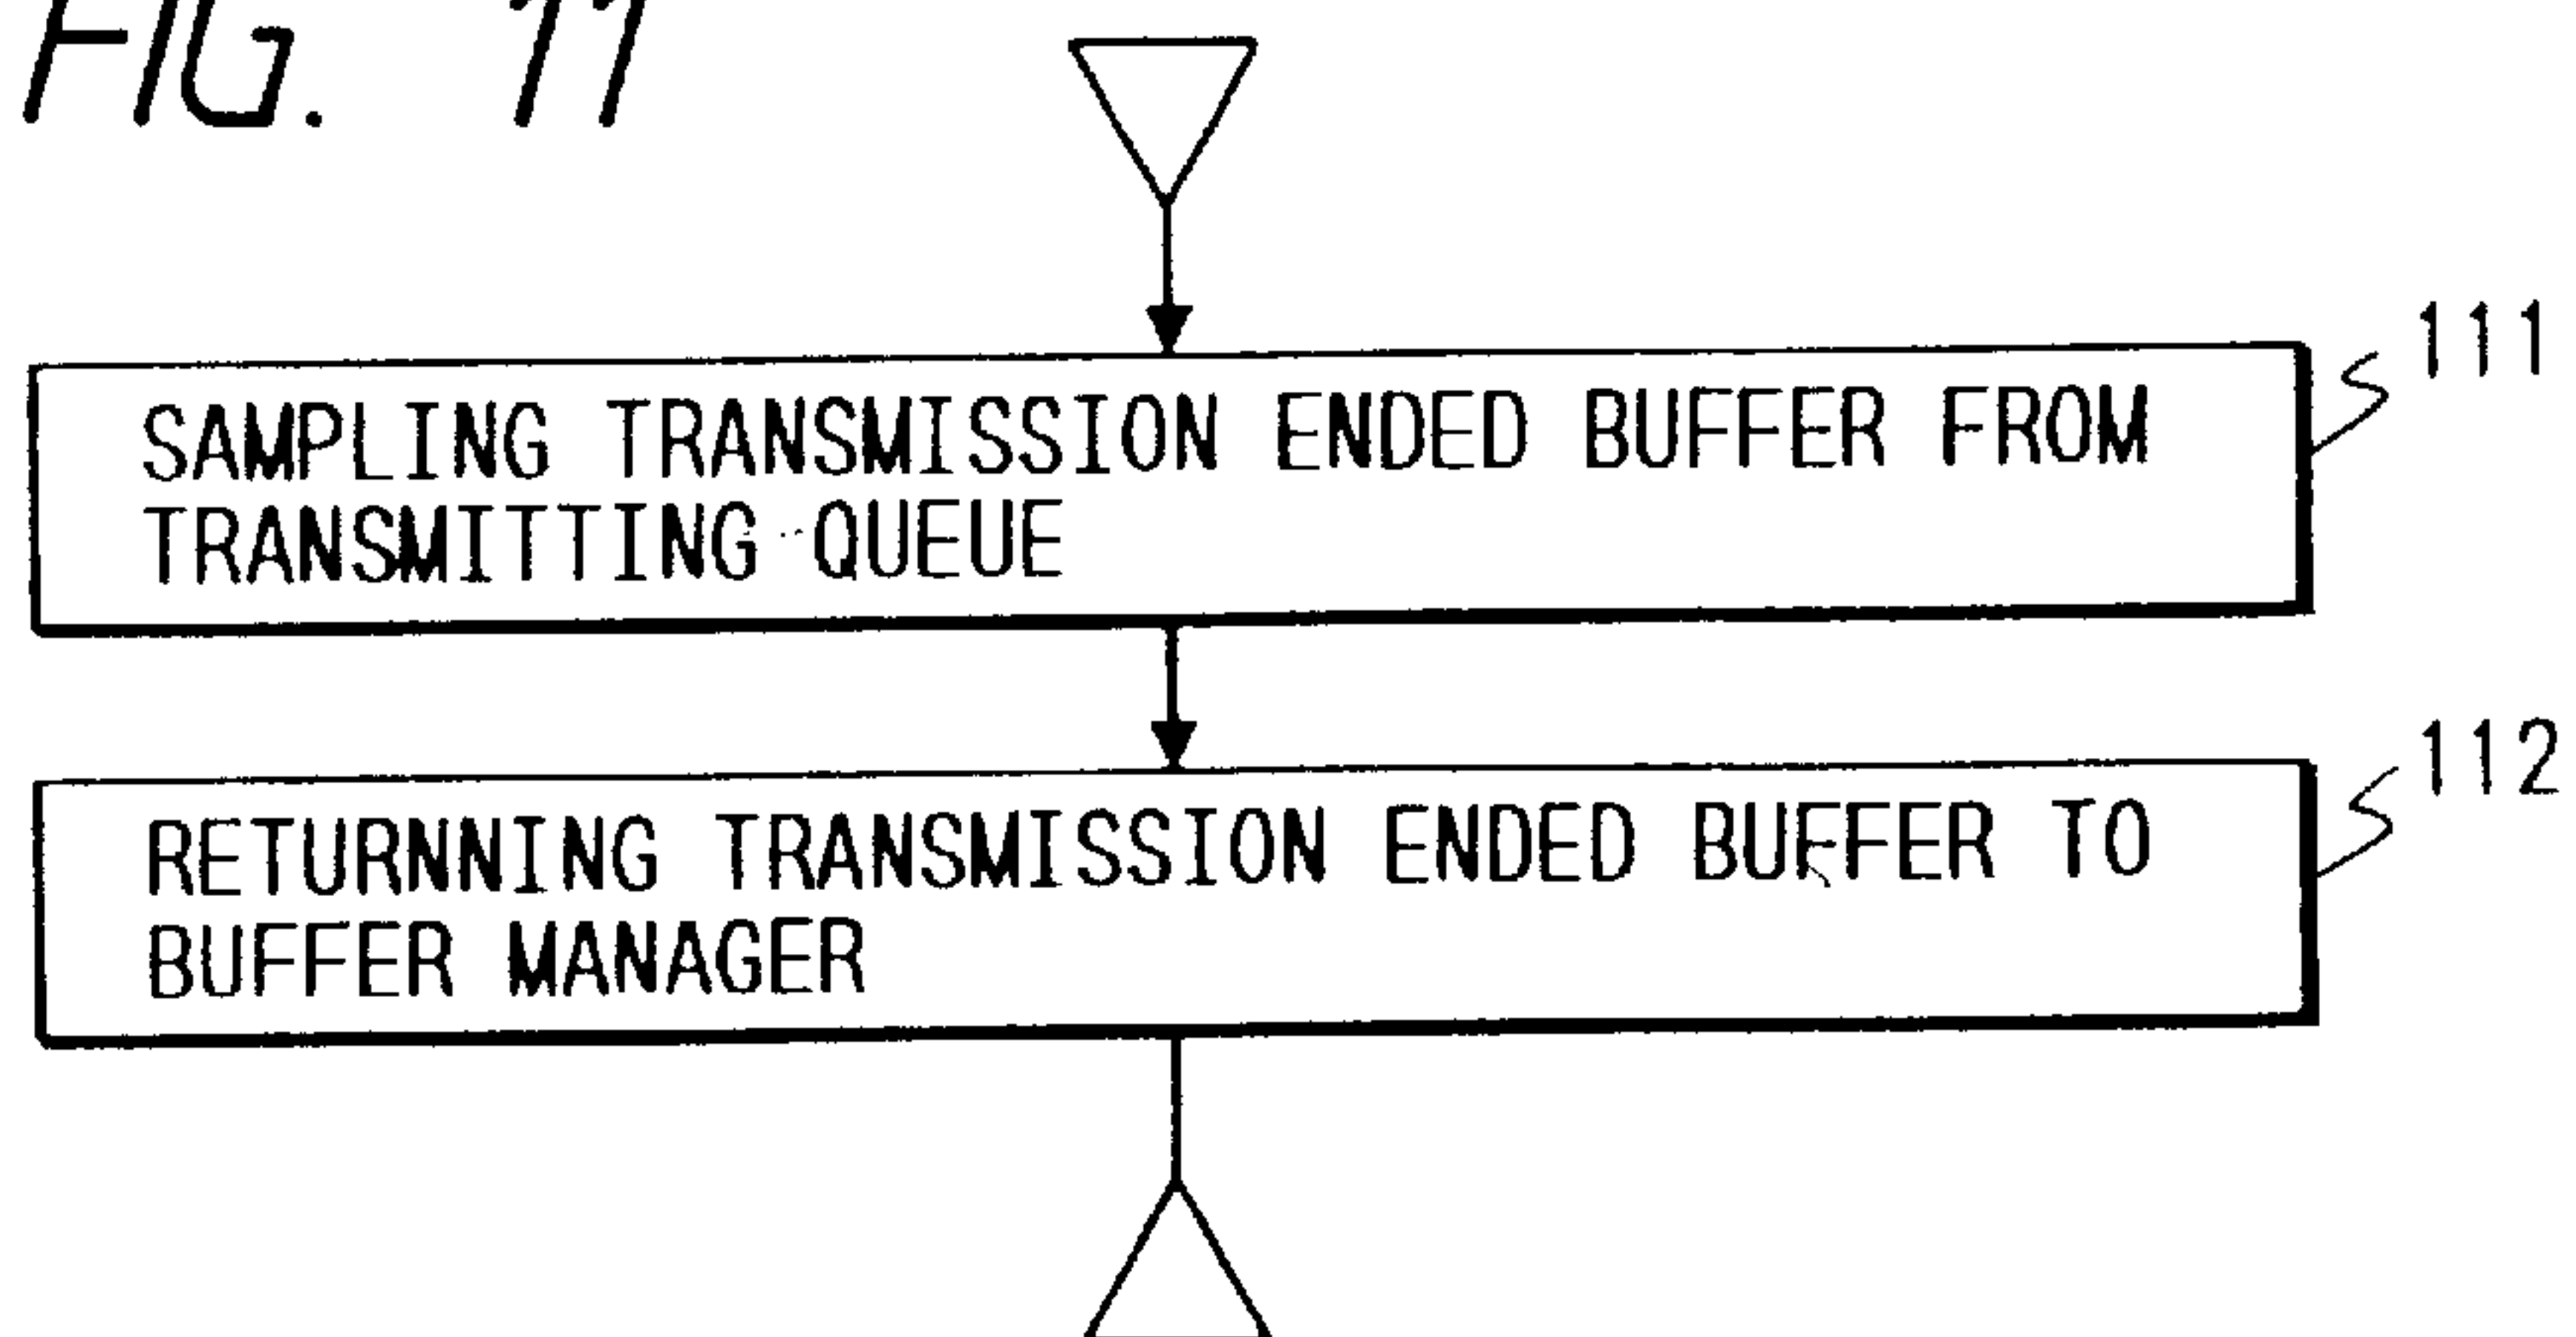 FIG. 11
111
SAMPLING TRANSMISSION ENDED BUFFER FROM
TRANSMITTING QUEUE
112
RETURNNING TRANSMISSION ENDED BUFFER TO
BUFFER MANAGER